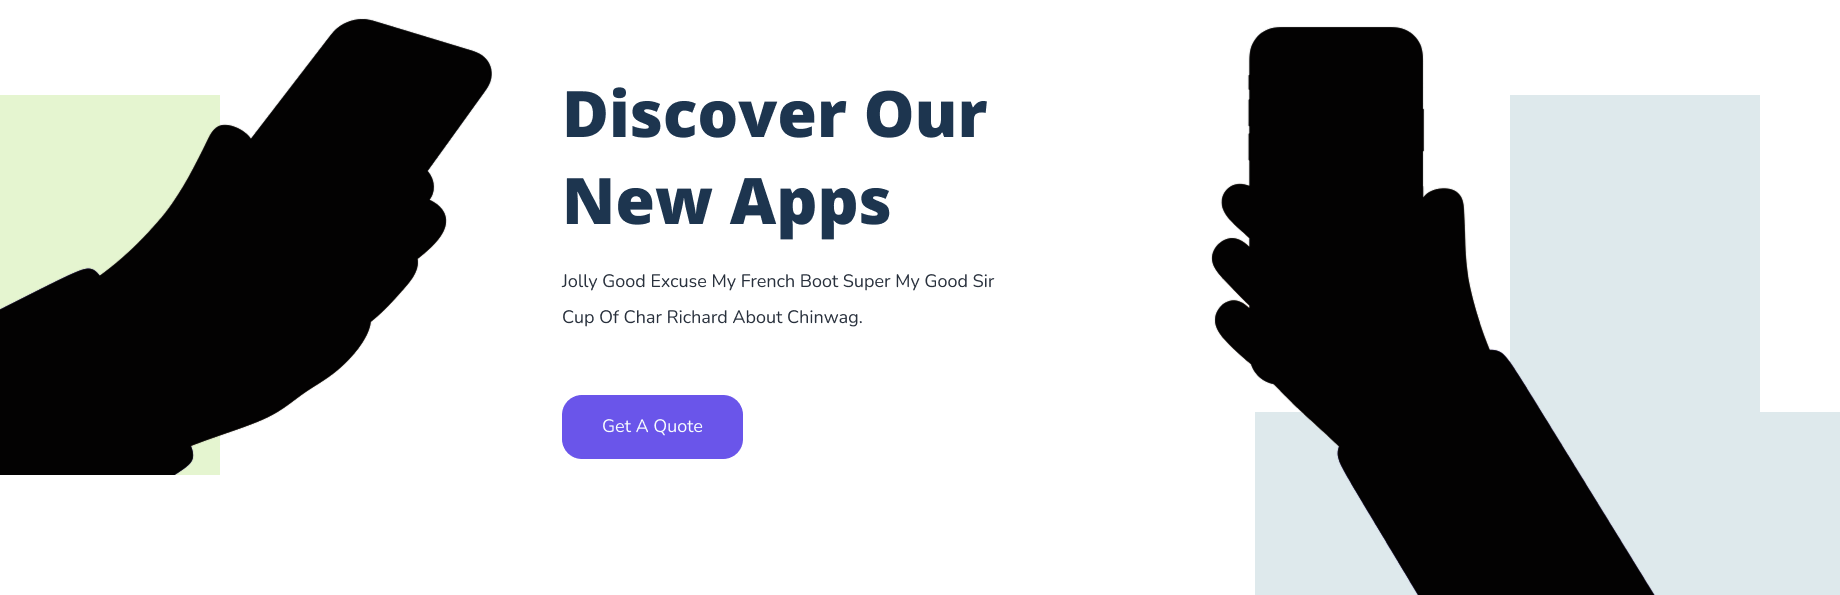 Discover Our
New Apps
Jolly Good Excuse My French Boot Super My Good Sir
Cup Of Char Richard About Chinwag.
Get A Quote